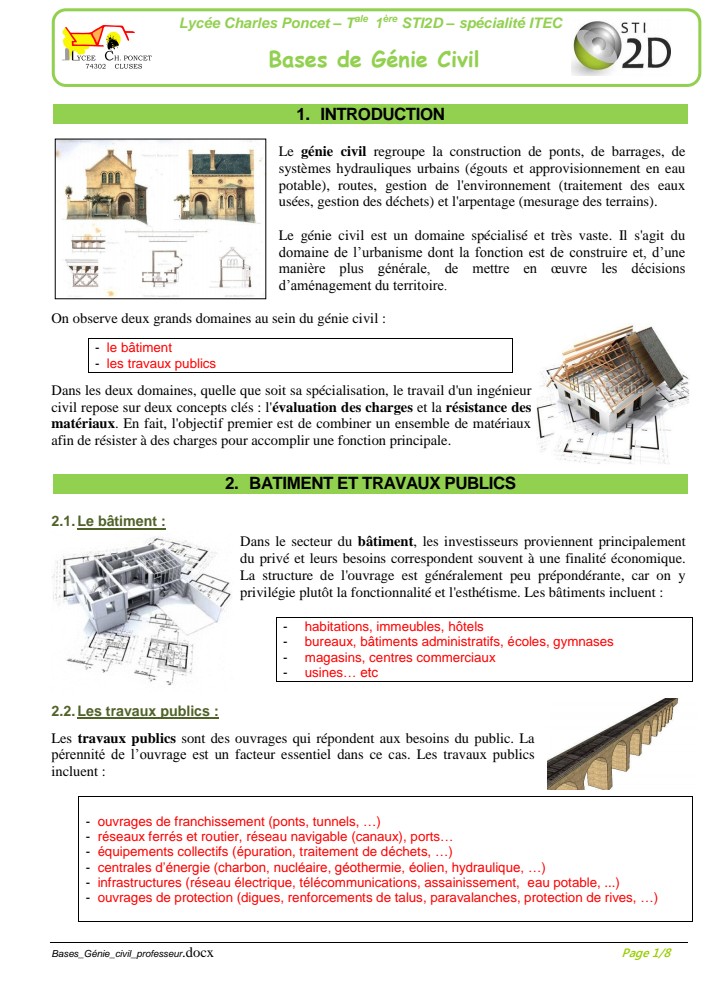 LYCEE CH. PONCET
74302 CLUSES
Lycée Charles Poncet – Tale 1ère STI2D – spécialité ITEC
Bases de Génie Civil
STI
2D
1. INTRODUCTION
Le génie civil regroupe la construction de ponts, de barrages, de
systèmes hydrauliques urbains (égouts et approvisionnement en eau
potable), routes, gestion de l'environnement (traitement des eaux
usées, gestion des déchets) et l'arpentage (mesurage des terrains).
Le génie civil est un domaine spécialisé et très vaste. Il s'agit du
domaine de l’urbanisme dont la fonction est de construire et, d’une
manière plus générale, de mettre en œuvre les décisions
d’aménagement du territoire.
On observe deux grands domaines au sein du génie civil :
- le bâtiment
- les travaux publics
Dans les deux domaines, quelle que soit sa spécialisation, le travail d'un ingénieur
civil repose sur deux concepts clés : l'évaluation des charges et la résistance des
matériaux. En fait, l'objectif premier est de combiner un ensemble de matériaux
afin de résister à des charges pour accomplir une fonction principale.
2. BATIMENT ET TRAVAUX PUBLICS
2.1. Le bâtiment :
Dans le secteur du bâtiment, les investisseurs proviennent principalement
du privé et leurs besoins correspondent souvent à une finalité économique.
La structure de l'ouvrage est généralement peu prépondérante, car on y
privilégie plutôt la fonctionnalité et l'esthétisme. Les bâtiments incluent :
- habitations, immeubles, hôtels
- bureaux, bâtiments administratifs, écoles, gymnases
- magasins, centres commerciaux
- usines… etc
2.2. Les travaux publics :
Les travaux publics sont des ouvrages qui répondent aux besoins du public. La
pérennité de l’ouvrage est un facteur essentiel dans ce cas. Les travaux publics
incluent :
- ouvrages de franchissement (ponts, tunnels, …)
- réseaux ferrés et routier, réseau navigable (canaux), ports…
- équipements collectifs (épuration, traitement de déchets, …)
- centrales d’énergie (charbon, nucléaire, géothermie, éolien, hydraulique, …)
- infrastructures (réseau électrique, télécommunications, assainissement, eau potable, ...)
- ouvrages de protection (digues, renforcements de talus, paravalanches, protection de rives, …)
Bases_Génie_civil_professeur.docx
Page 1/8